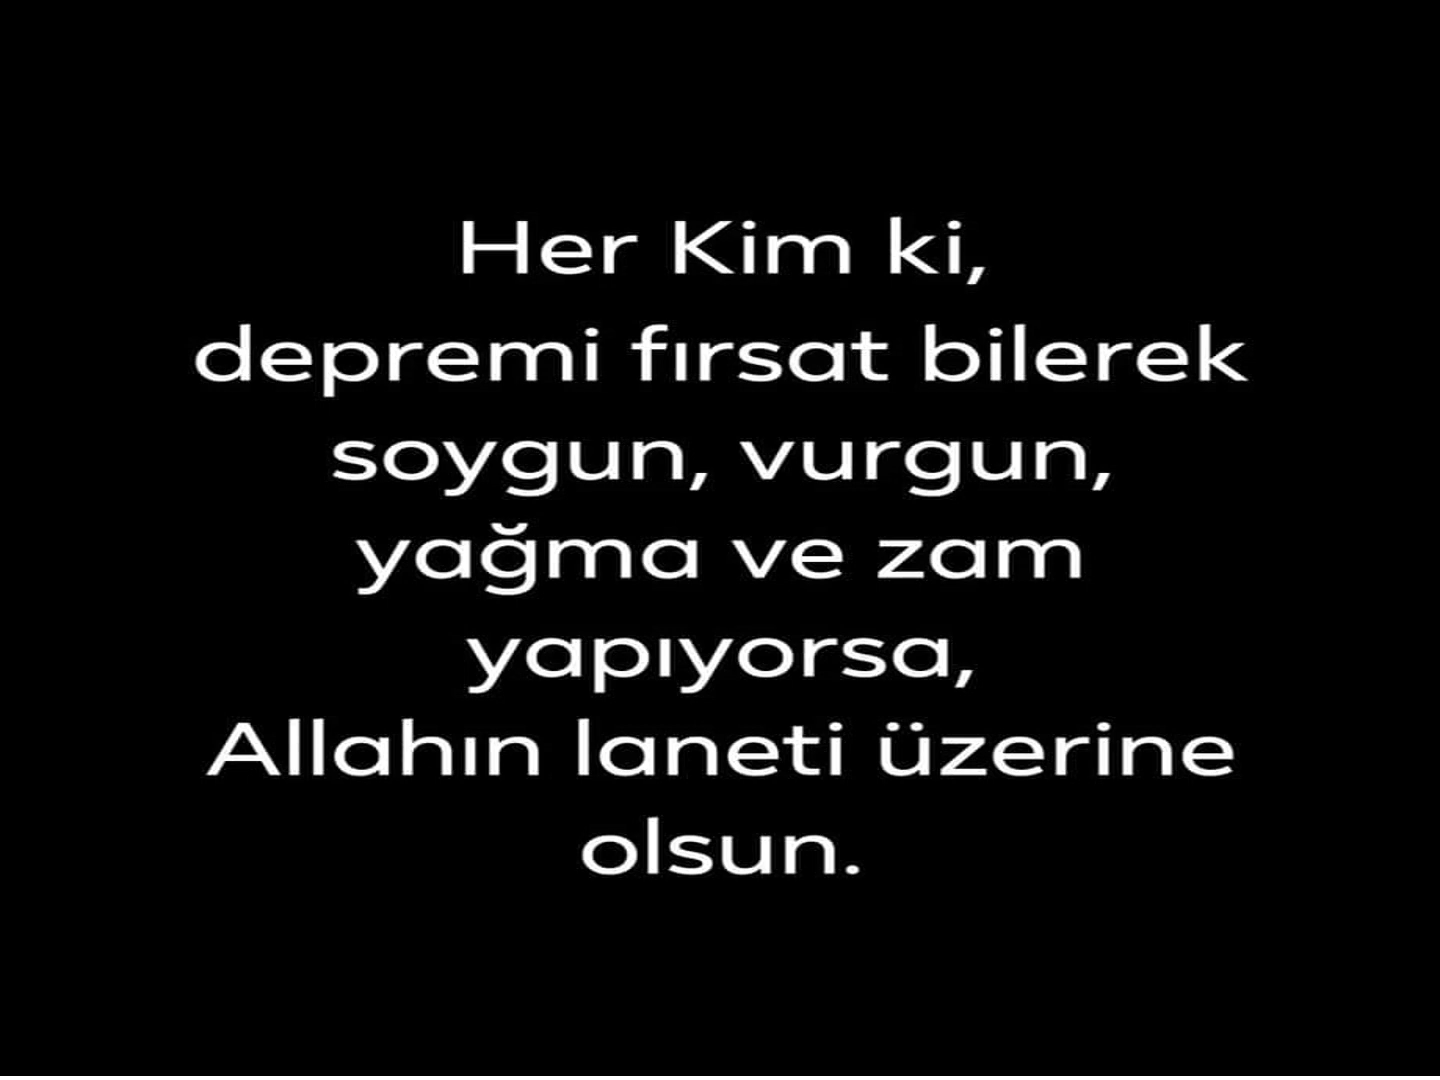 Her Kim ki,
depremi fırsat bilerek
soygun, vurgun,
yağma ve zam
yapıyorsa,
Allahın laneti üzerine
olsun.